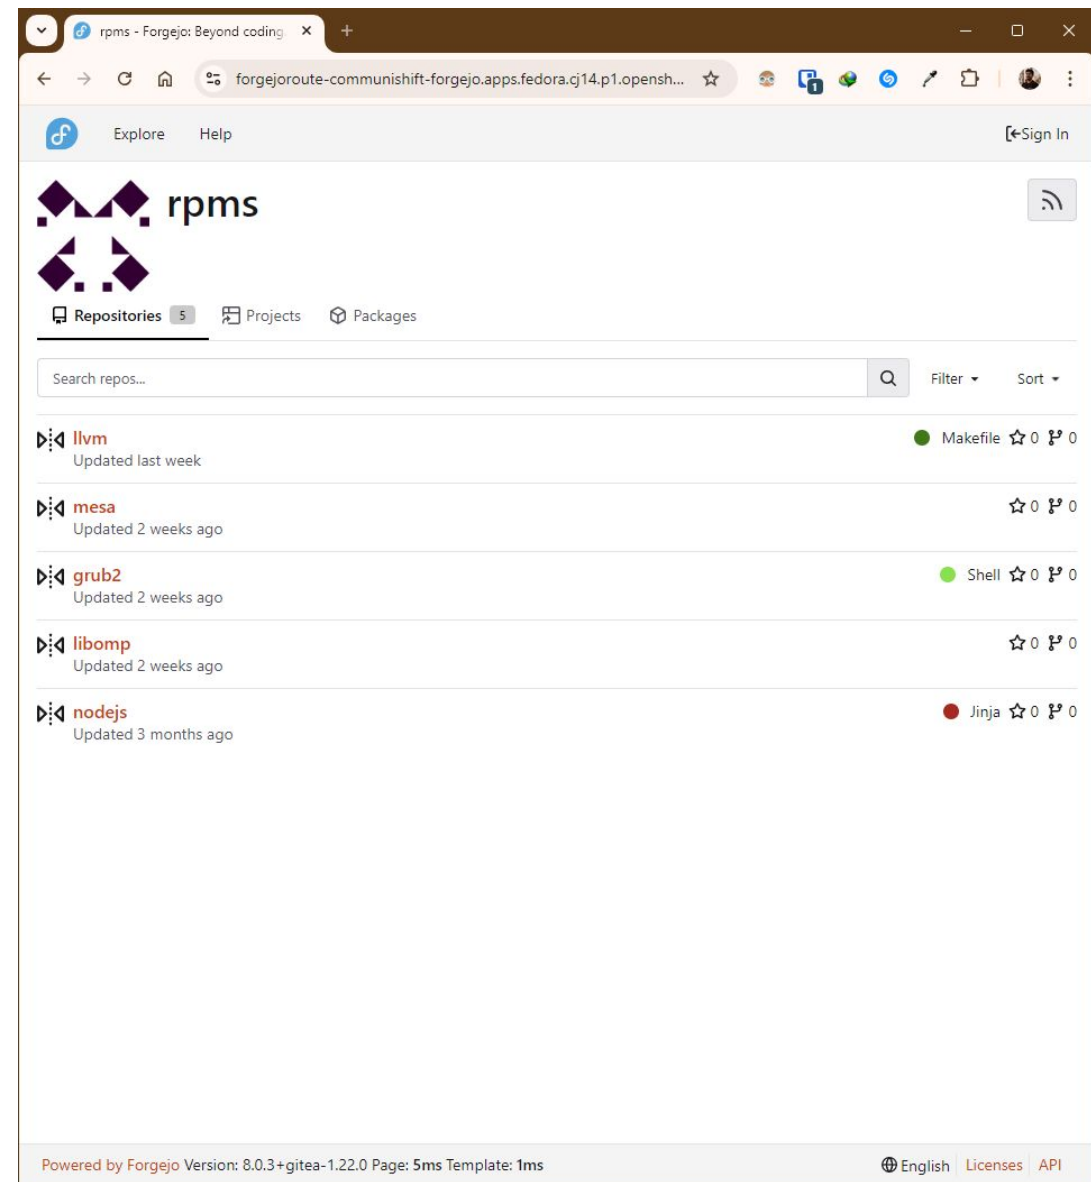 rpms - Forgejo: Beyond coding
forgejoroute-communishift-forgejo.apps.fedora.cj14.p1.opensh...
1
Explore Help Sign In
rpms
Repositories 5 Projects Packages
Search repos... Filter Sort
llvm Makefile 0 0
Updated last week
mesa 0 0
Updated 2 weeks ago
grub2 Shell 0 0
Updated 2 weeks ago
libomp 0 0
Updated 2 weeks ago
nodejs Jinja 0 0
Updated 3 months ago
Powered by Forgejo Version: 8.0.3+gitea-1.22.0 Page: 5ms Template: 1ms English Licenses API